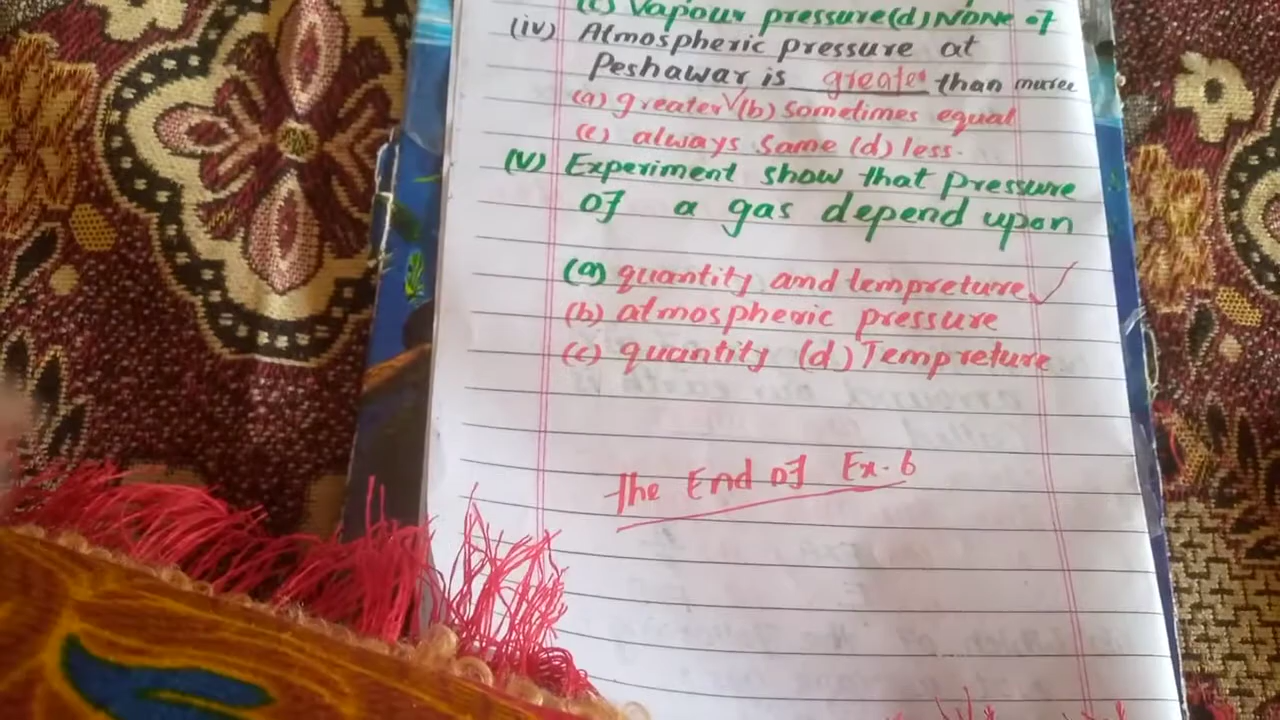 (c) Vapour pressure (d) NONE of
(iv) Atmospheric pressure at
Peshawar is greater than muree
(a) greater✓(b) sometimes equal
(c) always same (d) less.
(V) Experiment show that pressure
of a gas depend upon
(a) quantity and tempreture ✓
(b) atmospheric pressure
(c) quantity (d) Tempreture
The End of Ex-6